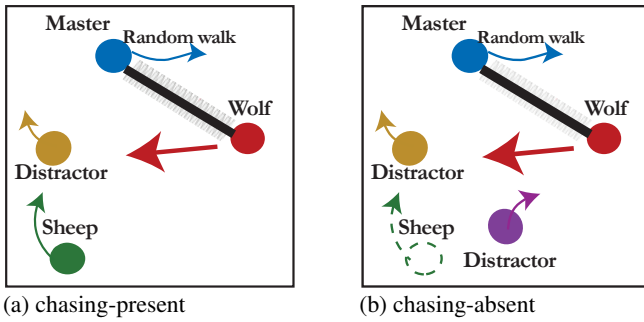 Master
Random walk
Wolf
Distractor
Sheep
(a) chasing-present
Master
Random walk
Wolf
Distractor
Sheep
Distractor
(b) chasing-absent